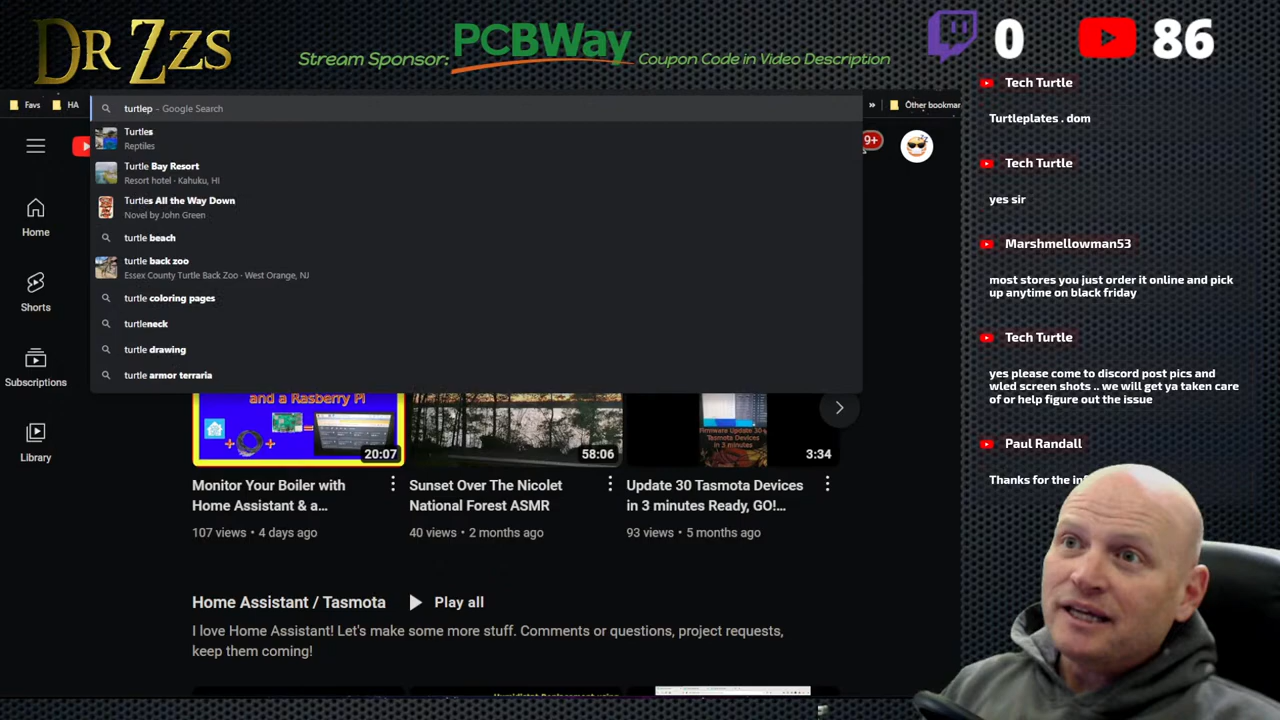 DR ZZS
Stream Sponsor: PCBWay Coupon Code in Video Description
0
86
Favs
HA
turtlep - Google Search
»
Other bookmar
Turtles
Reptiles
Turtle Bay Resort
Resort hotel · Kahuku, HI
Turtles All the Way Down
Novel by John Green
turtle beach
turtle back zoo
Essex County Turtle Back Zoo · West Orange, NJ
turtle coloring pages
turtleneck
turtle drawing
turtle armor terraria
9+
Home
Shorts
Subscriptions
Library
and a Rasberry Pi
20:07
58:06
Firmware Update 30
Tasmota Devices
in 3 minutes
3:34
Monitor Your Boiler with
Home Assistant & a...
107 views • 4 days ago
Sunset Over The Nicolet
National Forest ASMR
40 views • 2 months ago
Update 30 Tasmota Devices
in 3 minutes Ready, GO!...
93 views • 5 months ago
Home Assistant / Tasmota
Play all
I love Home Assistant! Let's make some more stuff. Comments or questions, project requests,
keep them coming!
Tech Turtle
Turtleplates . dom
Tech Turtle
yes sir
Marshmellowman53
most stores you just order it online and pick
up anytime on black friday
Tech Turtle
yes please come to discord post pics and
wled screen shots .. we will get ya taken care
of or help figure out the issue
Paul Randall
Thanks for the in